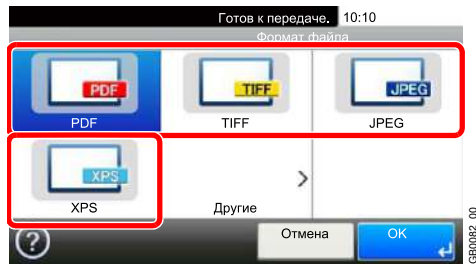 Готов к передаче. 10:10
Формат файла
PDF TIFF JPEG
PDF TIFF JPEG
XPS
XPS Другие >
? Отмена OK
GB0082_00